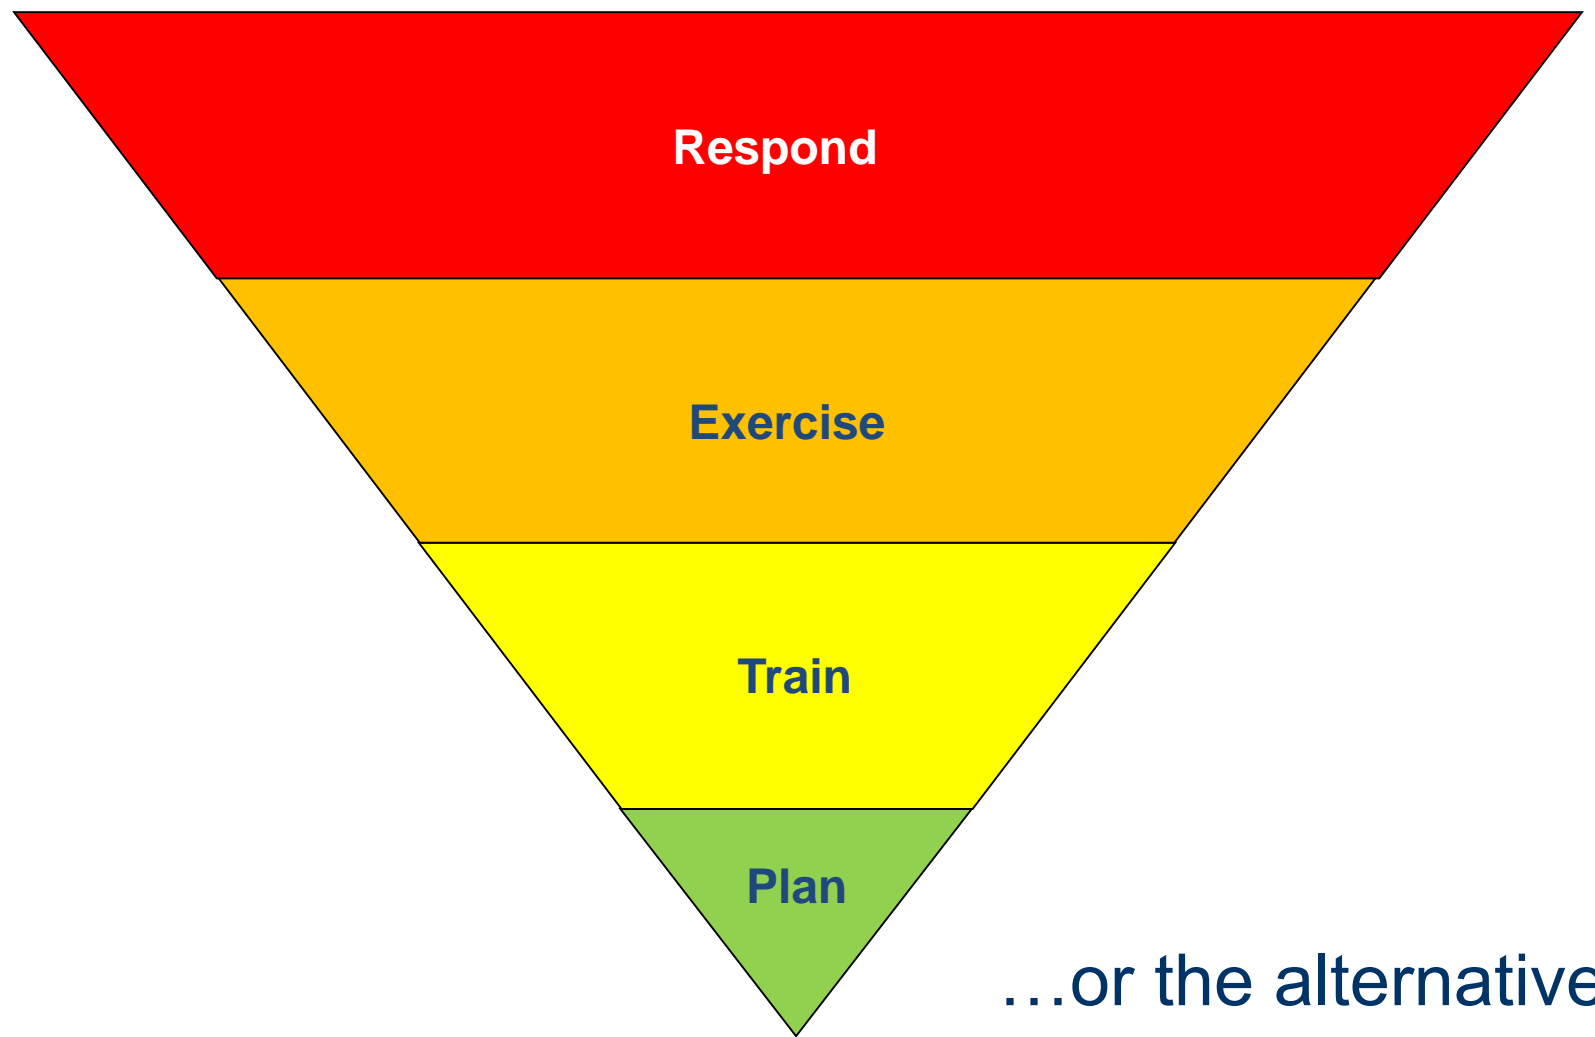 Respond
Exercise
Train
Plan
…or the alternative